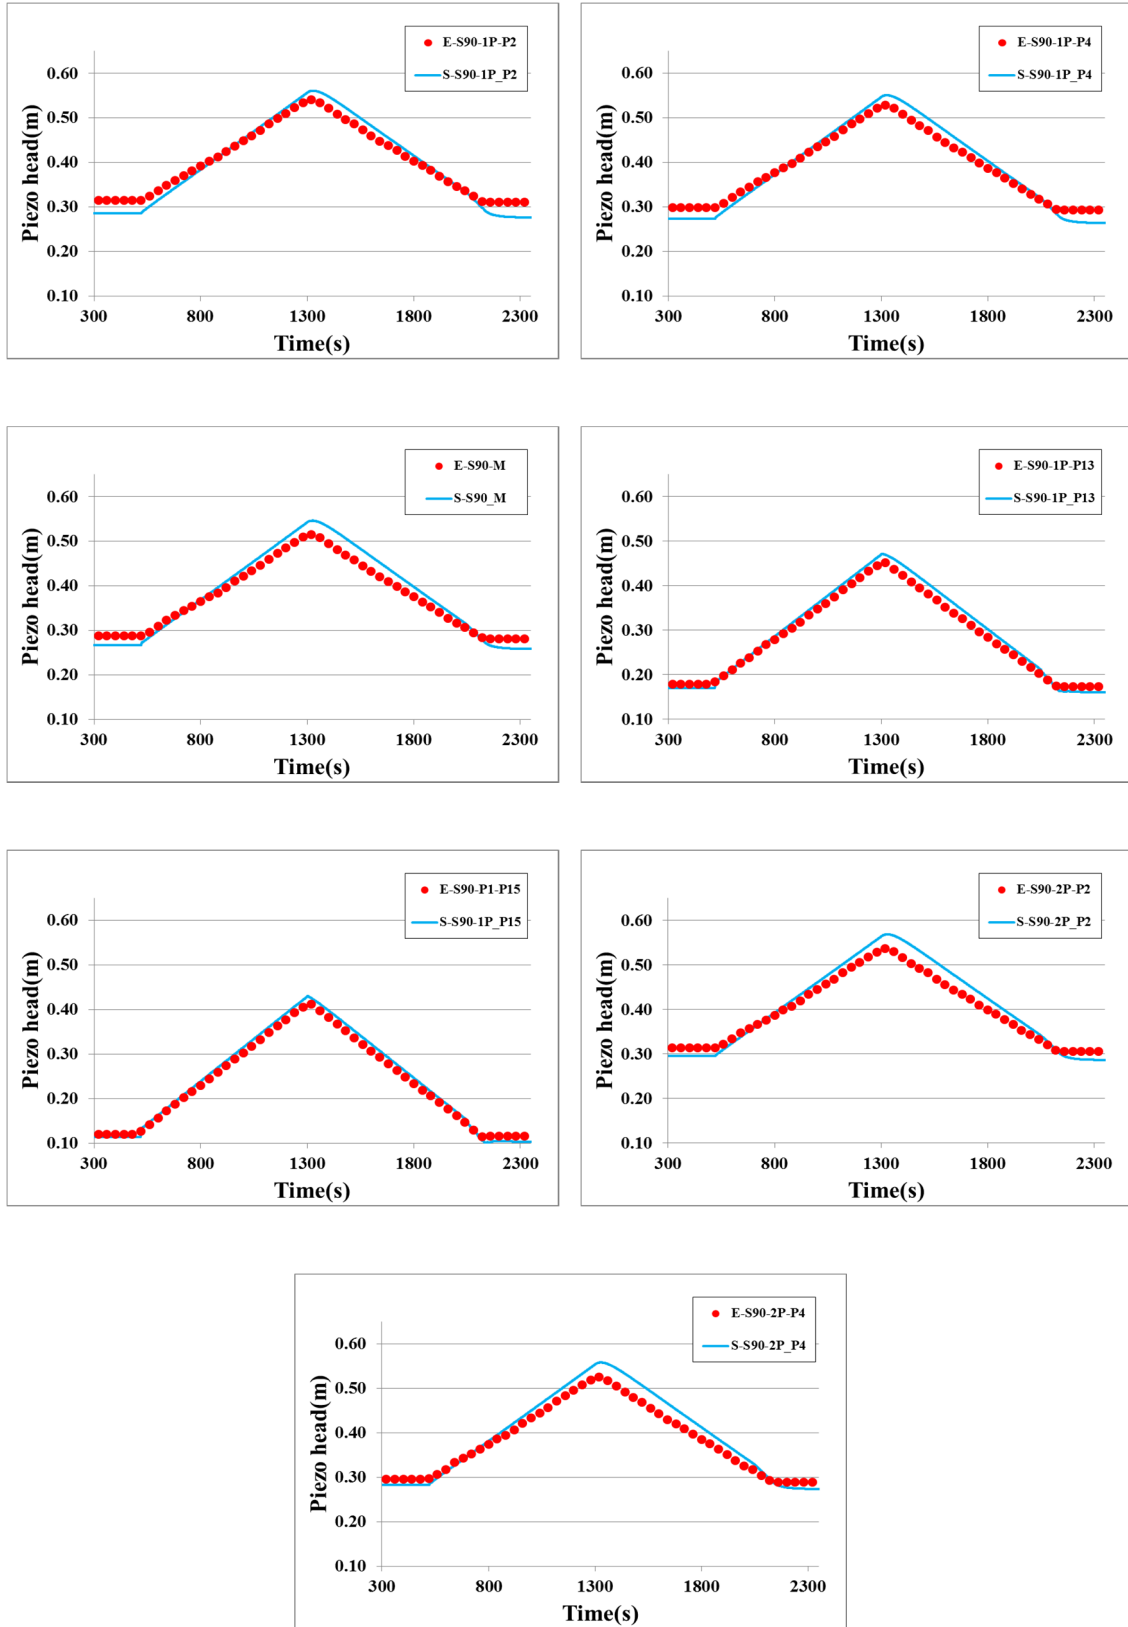 E-S90-1P-P2
S-S90-1P_P2
0.60
0.50
0.40
0.30
0.20
0.10
Piezo head(m)
300 800 1300 1800 2300
Time(s)
E-S90-1P-P4
S-S90-1P_P4
0.60
0.50
0.40
0.30
0.20
0.10
Piezo head(m)
300 800 1300 1800 2300
Time(s)
E-S90-M
S-S90_M
0.60
0.50
0.40
0.30
0.20
0.10
Piezo head(m)
300 800 1300 1800 2300
Time(s)
E-S90-1P-P13
S-S90-1P_P13
0.60
0.50
0.40
0.30
0.20
0.10
Piezo head(m)
300 800 1300 1800 2300
Time(s)
E-S90-P1-P15
S-S90-1P_P15
0.60
0.50
0.40
0.30
0.20
0.10
Piezo head(m)
300 800 1300 1800 2300
Time(s)
E-S90-2P-P2
S-S90-2P_P2
0.60
0.50
0.40
0.30
0.20
0.10
Piezo head(m)
300 800 1300 1800 2300
Time(s)
E-S90-2P-P4
S-S90-2P_P4
0.60
0.50
0.40
0.30
0.20
0.10
Piezo head(m)
300 800 1300 1800 2300
Time(s)